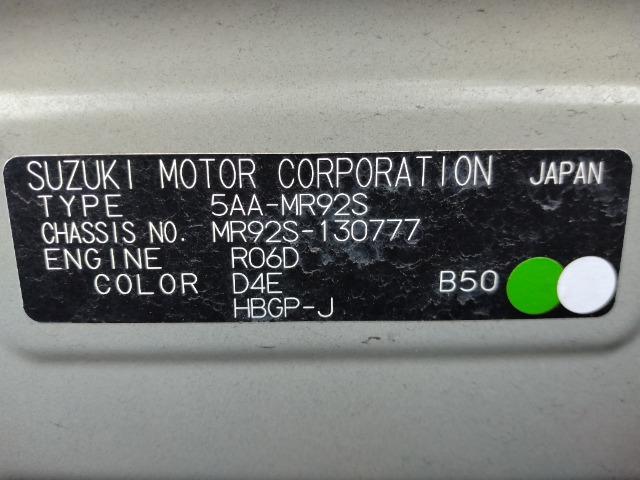 SUZUKI MOTOR CORPORATION JAPAN
TYPE 5AA-MR92S
CHASSIS NO. MR92S-130777
ENGINE R06D
COLOR D4E B50
HBGP-J